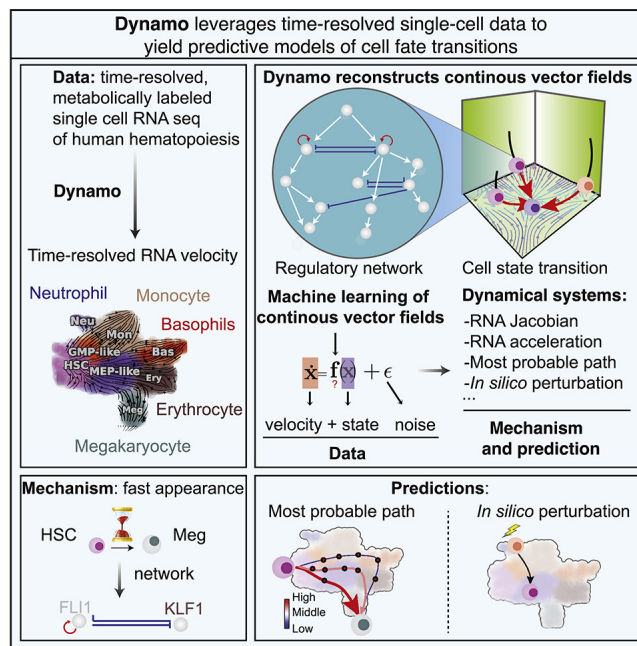 Dynamo leverages time-resolved single-cell data to
yield predictive models of cell fate transitions
Data: time-resolved,
metabolically labeled
single cell RNA seq
of human hematopoiesis
Dynamo
Time-resolved RNA velocity
Neutrophil
Monocyte
Basophils
Neu
Mon
GMP-like
Bas
HSC
MEP-like
Ery
Meg
Erythrocyte
Megakaryocyte
Dynamo reconstructs continous vector fields
Regulatory network
Cell state transition
Machine learning of
continous vector fields
ẋ = f(x) + ϵ
?
velocity + state
noise
Data
Dynamical systems:
-RNA Jacobian
-RNA acceleration
-Most probable path
-In silico perturbation
...
Mechanism
and prediction
Mechanism: fast appearance
HSC
Meg
network
FLI1
KLF1
Predictions:
Most probable path
In silico perturbation
High
Middle
Low